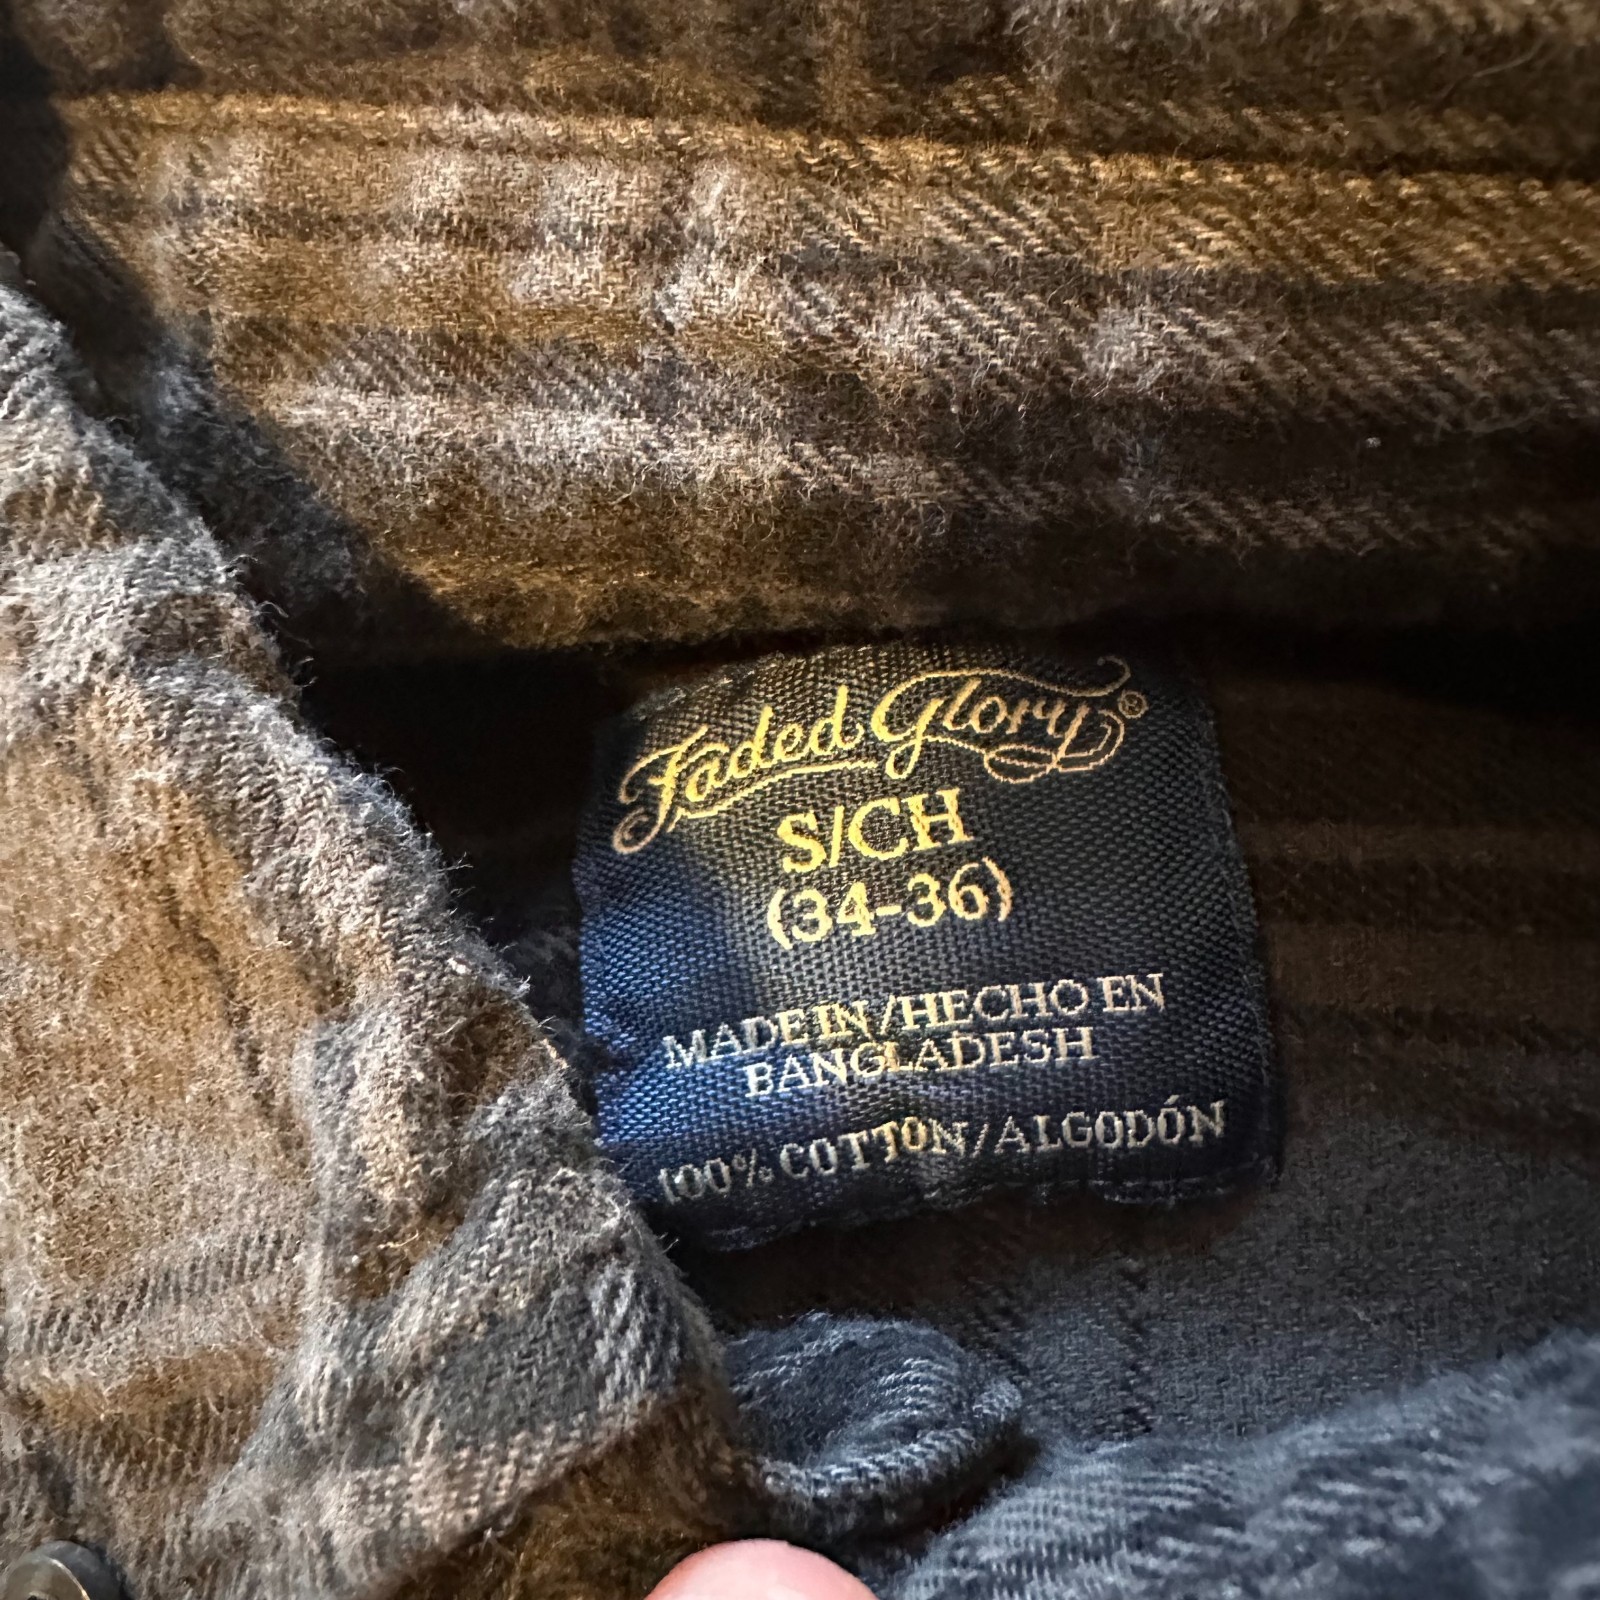 Faded Glory®
S/CH
(34-36)
MADE IN/HECHO EN
BANGLADESH
100% COTTON/ALGODÓN